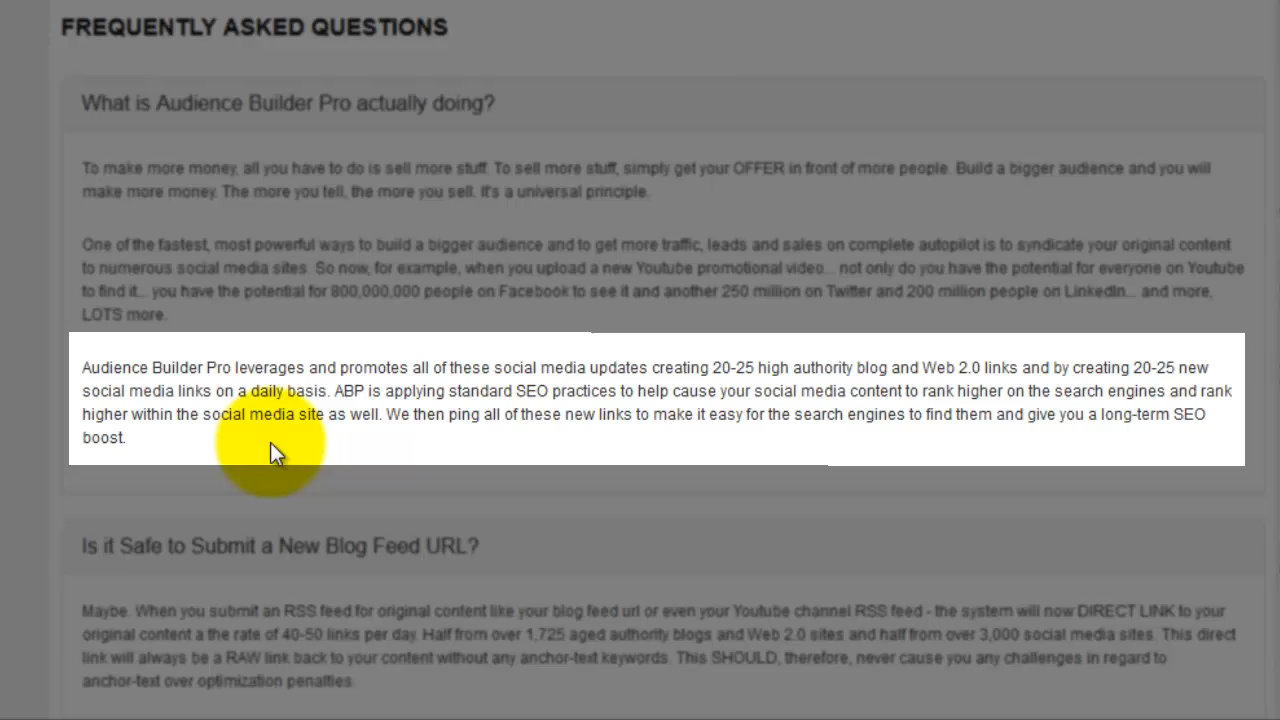 FREQUENTLY ASKED QUESTIONS
What is Audience Builder Pro actually doing?
To make more money, all you have to do is sell more stuff. To sell more stuff, simply get your OFFER in front of more people. Build a bigger audience and you will
make more money. The more you tell, the more you sell. It's a universal principle.
One of the fastest, most powerful ways to build a bigger audience and to get more traffic, leads and sales on complete autopilot is to syndicate your original content
to numerous social media sites. So now, for example, when you upload a new Youtube promotional video... not only do you have the potential for everyone on Youtube
to find it... you have the potential for 800,000,000 people on Facebook to see it and another 250 million on Twitter and 200 million people on LinkedIn... and more,
LOTS more.
Audience Builder Pro leverages and promotes all of these social media updates creating 20-25 high authority blog and Web 2.0 links and by creating 20-25 new
social media links on a daily basis. ABP is applying standard SEO practices to help cause your social media content to rank higher on the search engines and rank
higher within the social media site as well. We then ping all of these new links to make it easy for the search engines to find them and give you a long-term SEO
boost.
Is it Safe to Submit a New Blog Feed URL?
Maybe. When you submit an RSS feed for original content like your blog feed url or even your Youtube channel RSS feed - the system will now DIRECT LINK to your
original content a the rate of 40-50 links per day. Half from over 1,725 aged authority blogs and Web 2.0 sites and half from over 3,000 social media sites. This direct
link will always be a RAW link back to your content without any anchor-text keywords. This SHOULD, therefore, never cause you any challenges in regard to
anchor-text over optimization penalties.